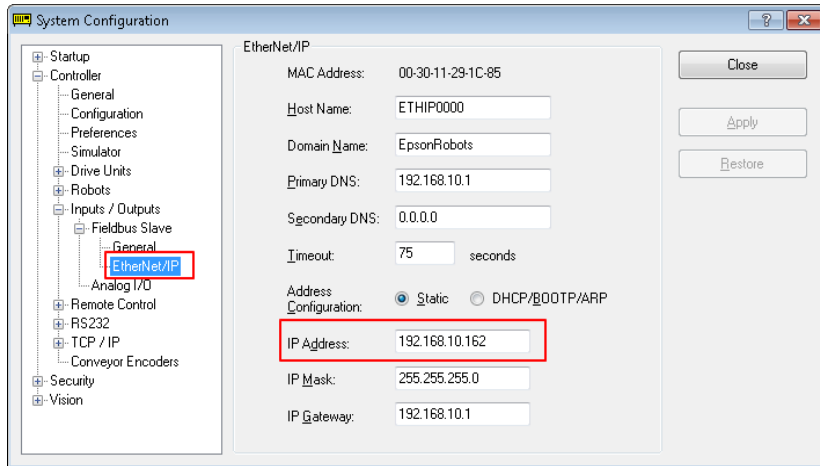 System Configuration
Startup
Controller
General
Configuration
Preferences
Simulator
Drive Units
Robots
Inputs / Outputs
Fieldbus Slave
General
EtherNet/IP
Analog I/O
Remote Control
RS232
TCP / IP
Conveyor Encoders
Security
Vision
EtherNet/IP
MAC Address: 00-30-11-29-1C-85
Host Name: ETHIP0000
Domain Name: EpsonRobots
Primary DNS: 192.168.10.1
Secondary DNS: 0.0.0.0
Timeout: 75 seconds
Address
Configuration: Static DHCP/BOOTP/ARP
IP Address: 192.168.10.162
IP Mask: 255.255.255.0
IP Gateway: 192.168.10.1
Close
Apply
Restore